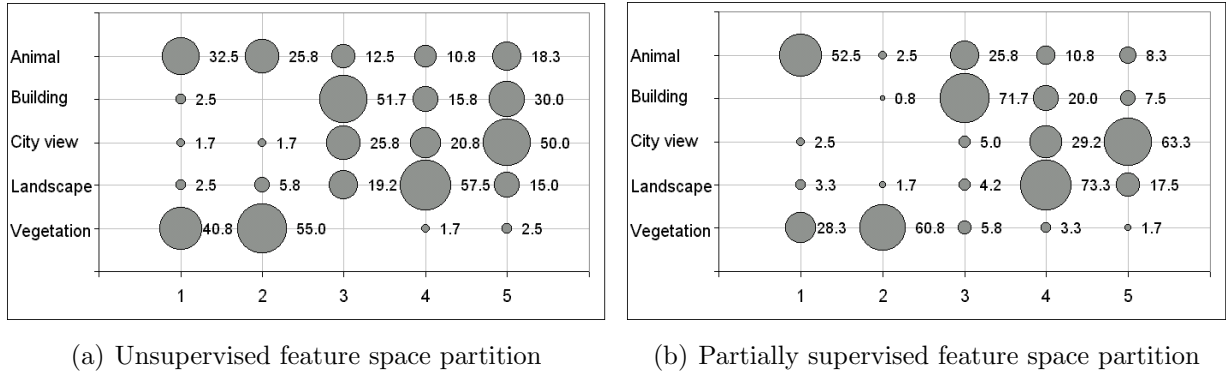 Animal 32.5 25.8 12.5 10.8 18.3
Building 2.5 51.7 15.8 30.0
City view 1.7 1.7 25.8 20.8 50.0
Landscape 2.5 5.8 19.2 57.5 15.0
Vegetation 40.8 55.0 1.7 2.5
1 2 3 4 5
(a) Unsupervised feature space partition
Animal 52.5 2.5 25.8 10.8 8.3
Building 0.8 71.7 20.0 7.5
City view 2.5 5.0 29.2 63.3
Landscape 3.3 1.7 4.2 73.3 17.5
Vegetation 28.3 60.8 5.8 3.3 1.7
1 2 3 4 5
(b) Partially supervised feature space partition